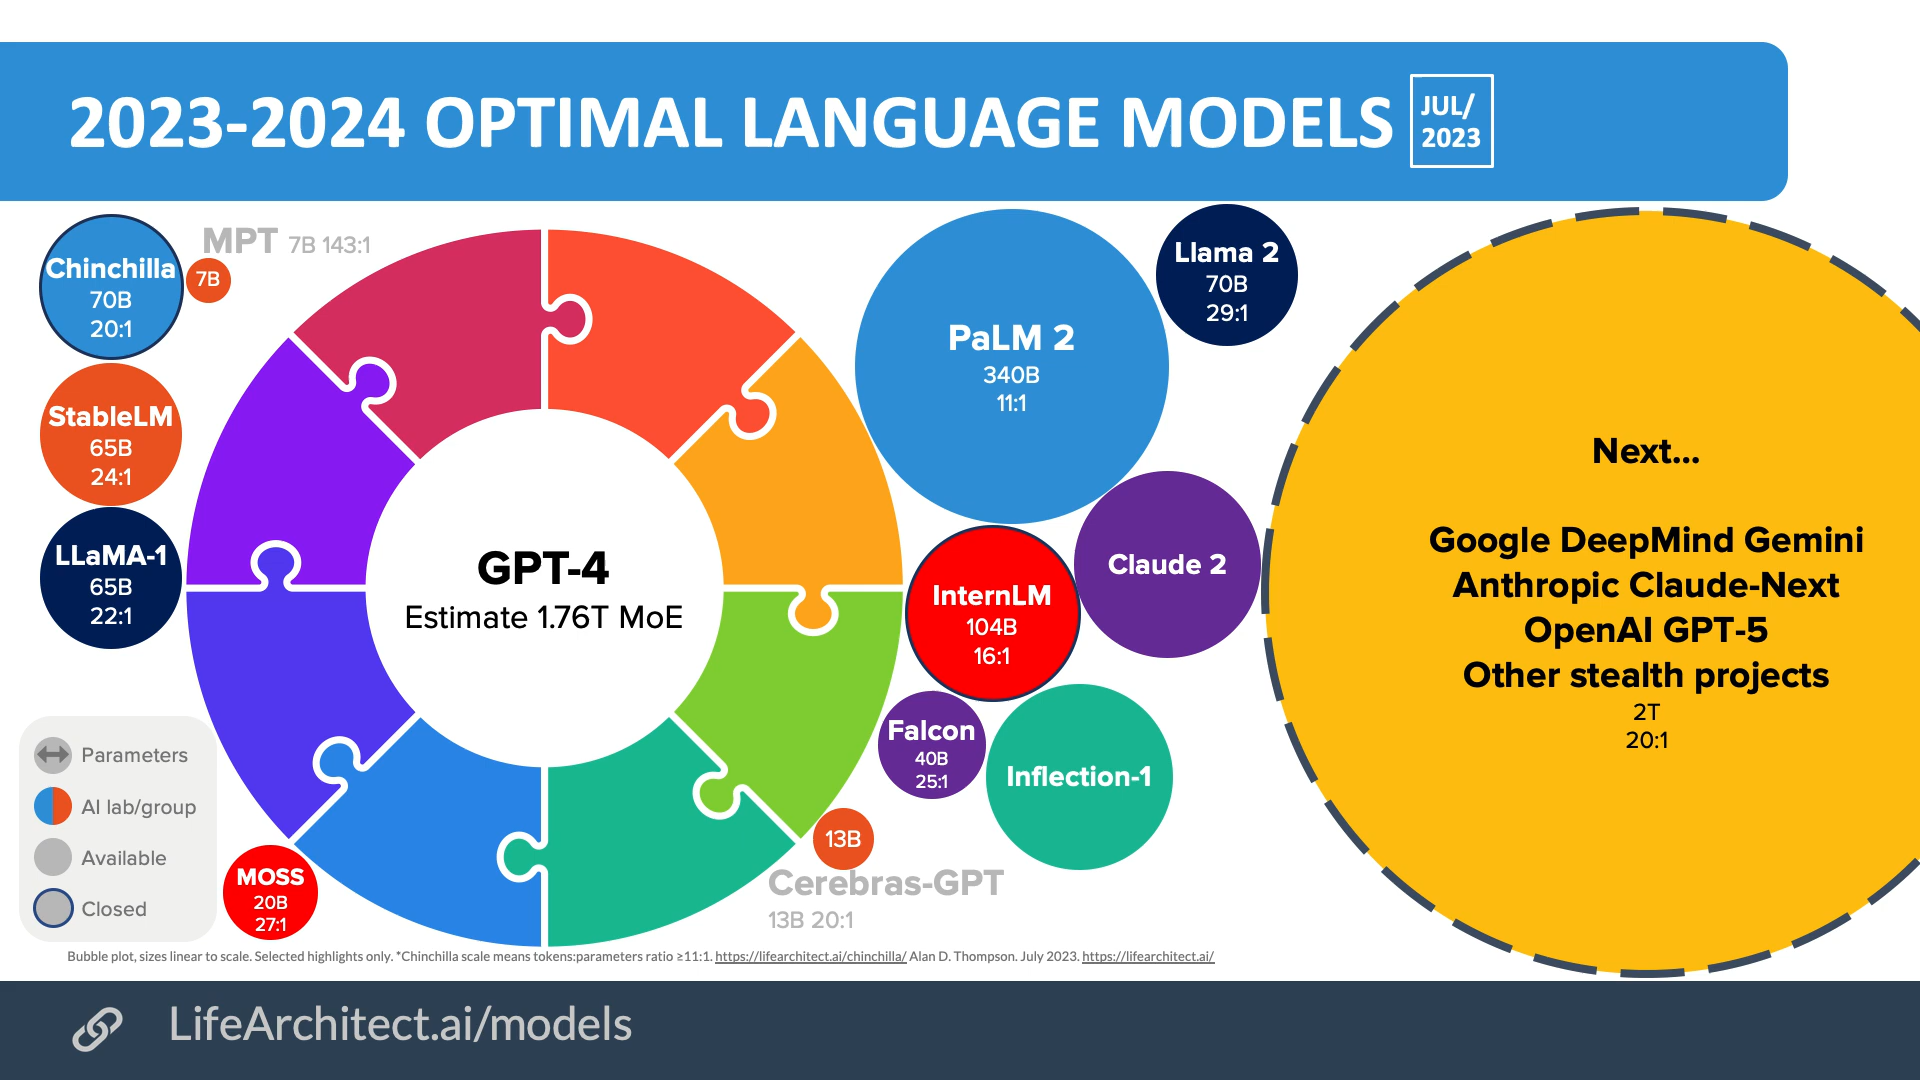 2023-2024 OPTIMAL LANGUAGE MODELS
JUL/
2023
Chinchilla
70B
20:1
MPT 7B 143:1
7B
StableLM
65B
24:1
LLaMA-1
65B
22:1
GPT-4
Estimate 1.76T MoE
PaLM 2
340B
11:1
Llama 2
70B
29:1
Claude 2
InternLM
104B
16:1
Falcon
40B
25:1
Inflection-1
13B
Cerebras-GPT
13B 20:1
MOSS
20B
27:1
Next...
Google DeepMind Gemini
Anthropic Claude-Next
OpenAI GPT-5
Other stealth projects
2T
20:1
Parameters
AI lab/group
Available
Closed
Bubble plot, sizes linear to scale. Selected highlights only. *Chinchilla scale means tokens:parameters ratio ≥11:1. https://lifearchitect.ai/chinchilla/ Alan D. Thompson. July 2023. https://lifearchitect.ai/
LifeArchitect.ai/models